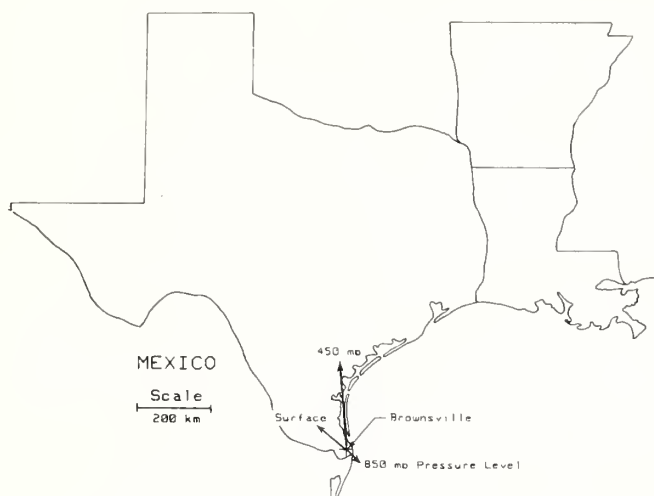 450 mb
MEXICO
Scale
200 km
Surface
Brownsville
850 mb Pressure Level